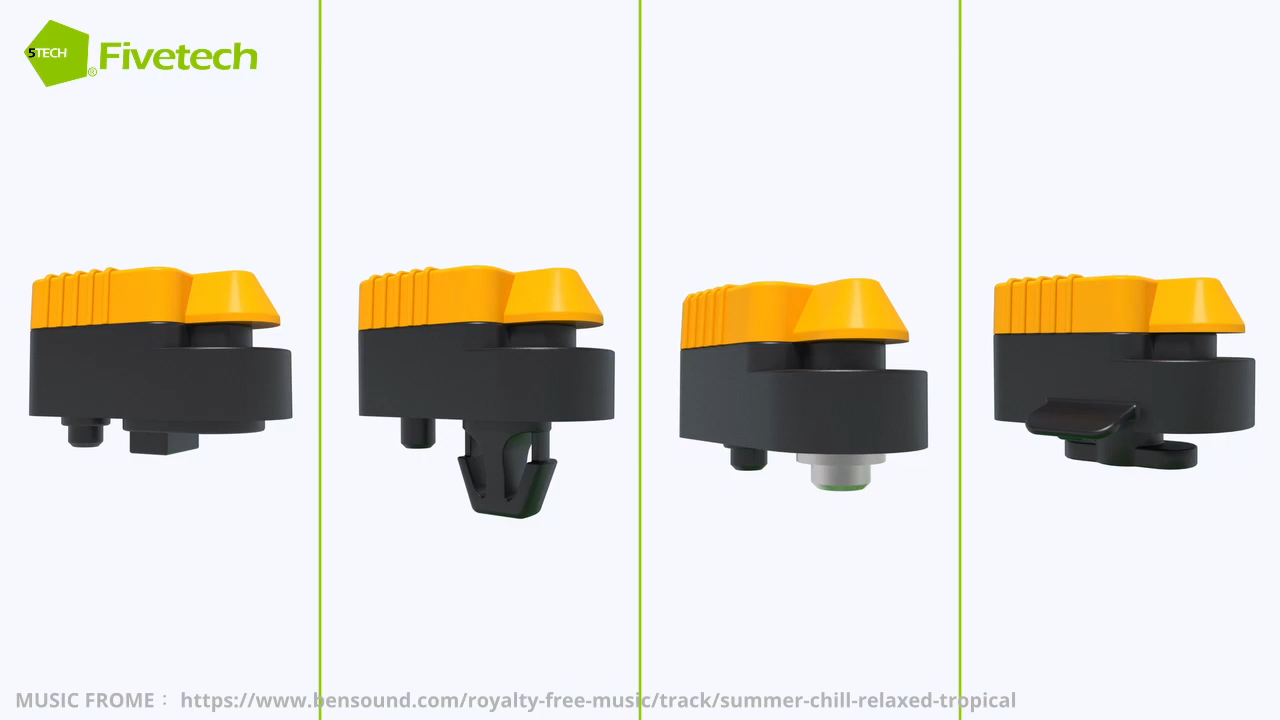 5TECH
® Fivetech
MUSIC FROME： https://www.bensound.com/royalty-free-music/track/summer-chill-relaxed-tropical